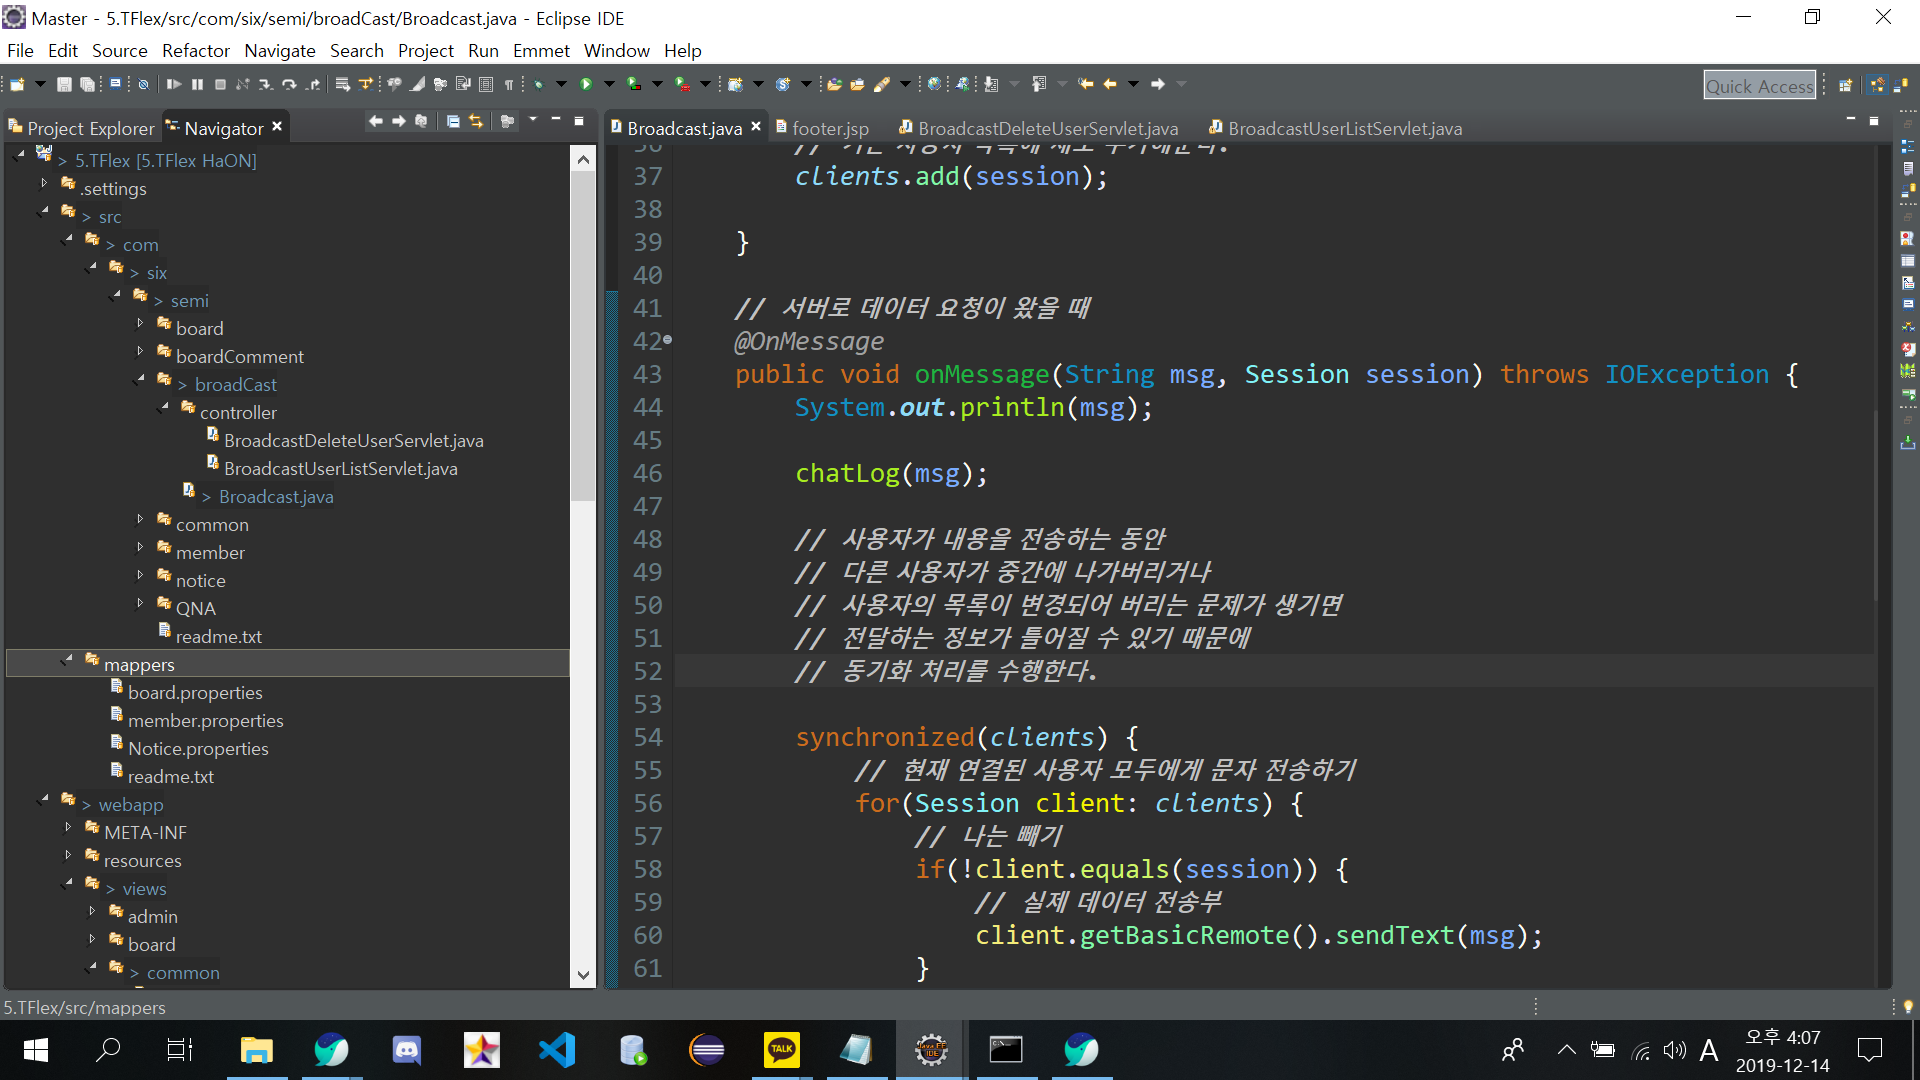 Master - 5.TFlex/src/com/six/semi/broadCast/Broadcast.java - Eclipse IDE
File Edit Source Refactor Navigate Search Project Run Emmet Window Help
Quick Access
Project Explorer Navigator
Broadcast.java footer.jsp BroadcastDeleteUserServlet.java BroadcastUserListServlet.java
> 5.TFlex [5.TFlex HaON]
.settings
> src
> com
> six
> semi
board
boardComment
> broadCast
controller
BroadcastDeleteUserServlet.java
BroadcastUserListServlet.java
> Broadcast.java
common
member
notice
QNA
readme.txt
mappers
board.properties
member.properties
Notice.properties
readme.txt
> webapp
META-INF
resources
> views
admin
board
> common
36
37 clients.add(session);
38
39 }
40
41 // 서버로 데이터 요청이 왔을 때
42 @OnMessage
43 public void onMessage(String msg, Session session) throws IOException {
44 System.out.println(msg);
45
46 chatLog(msg);
47
48 // 사용자가 내용을 전송하는 동안
49 // 다른 사용자가 중간에 나가버리거나
50 // 사용자의 목록이 변경되어 버리는 문제가 생기면
51 // 전달하는 정보가 틀어질 수 있기 때문에
52 // 동기화 처리를 수행한다.
53
54 synchronized(clients) {
55 // 현재 연결된 사용자 모두에게 문자 전송하기
56 for(Session client: clients) {
57 // 나는 빼기
58 if(!client.equals(session)) {
59 // 실제 데이터 전송부
60 client.getBasicRemote().sendText(msg);
61 }
5.TFlex/src/mappers
TALK
Java EE
IDE
A
오후 4:07
2019-12-14